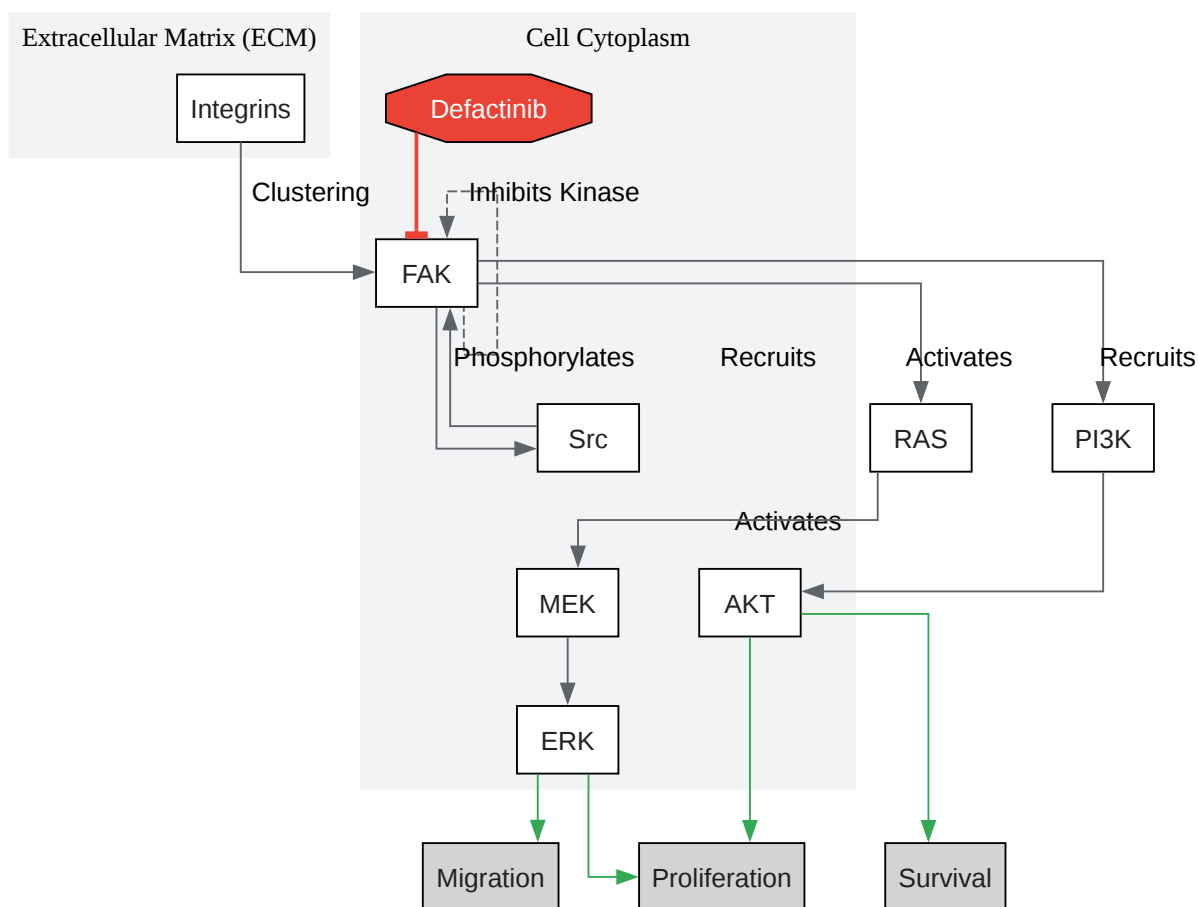 Extracellular Matrix (ECM)
Cell Cytoplasm
Integrins
Defactinib
Clustering
Inhibits Kinase
FAK
Phosphorylates
Recruits
Activates
Recruits
Src
RAS
PI3K
Activates
MEK
AKT
ERK
Migration
Proliferation
Survival